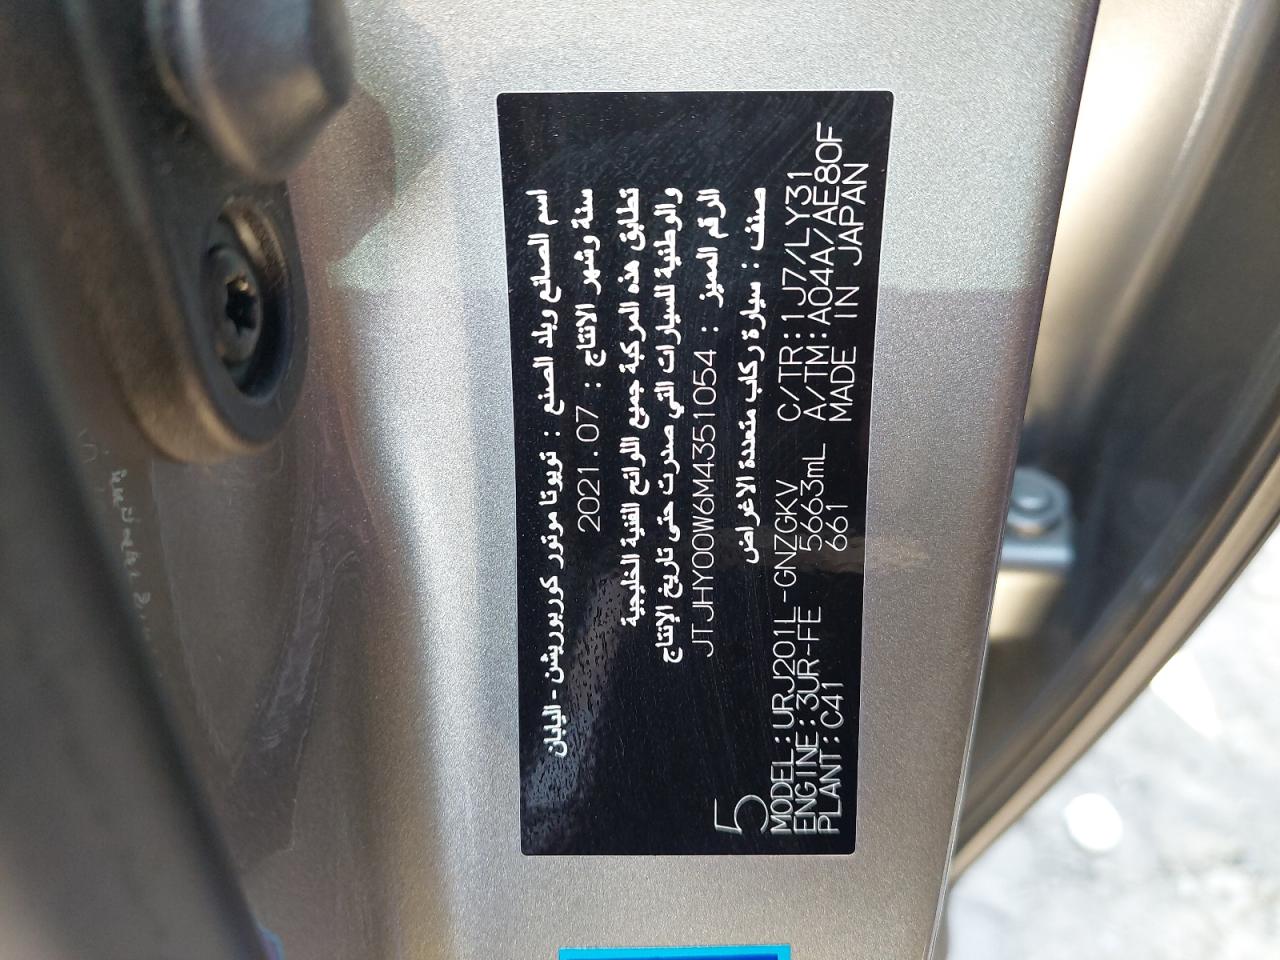 اسم الصانع وبلد الصنع : تويوتا موتور كوربوريشن - اليابان
سنة وشهر الانتاج : 2021.07
تطابق هذه المركبة جميع اللوائح الفنية الخليجية
والوطنية للسيارات التي صدرت حتى تاريخ الإنتاج
الرقم المميز : JTJHY00W6M4351054
صنف : سيارة ركاب متعددة الاغراض
5
MODEL:URJ201L-GNZGKV C/TR:1J7/LY31
ENGINE:3UR-FE 5663mL A/TM:A04A/AE80F
PLANT:C41 661 MADE IN JAPAN